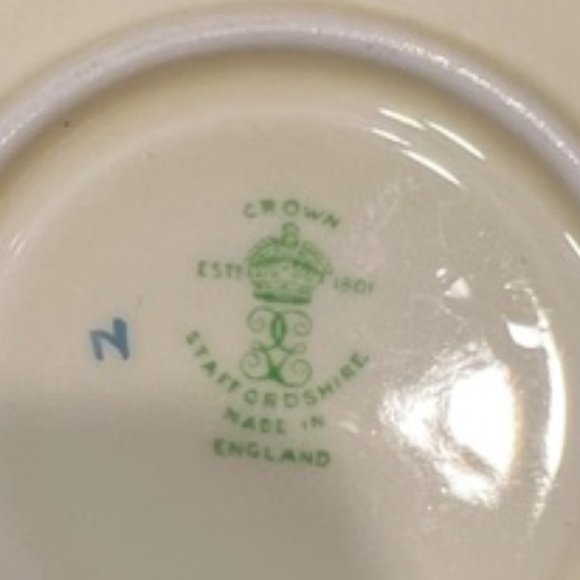 CROWN
ESTD 1801
STAFFORDSHIRE
MADE IN
ENGLAND
N